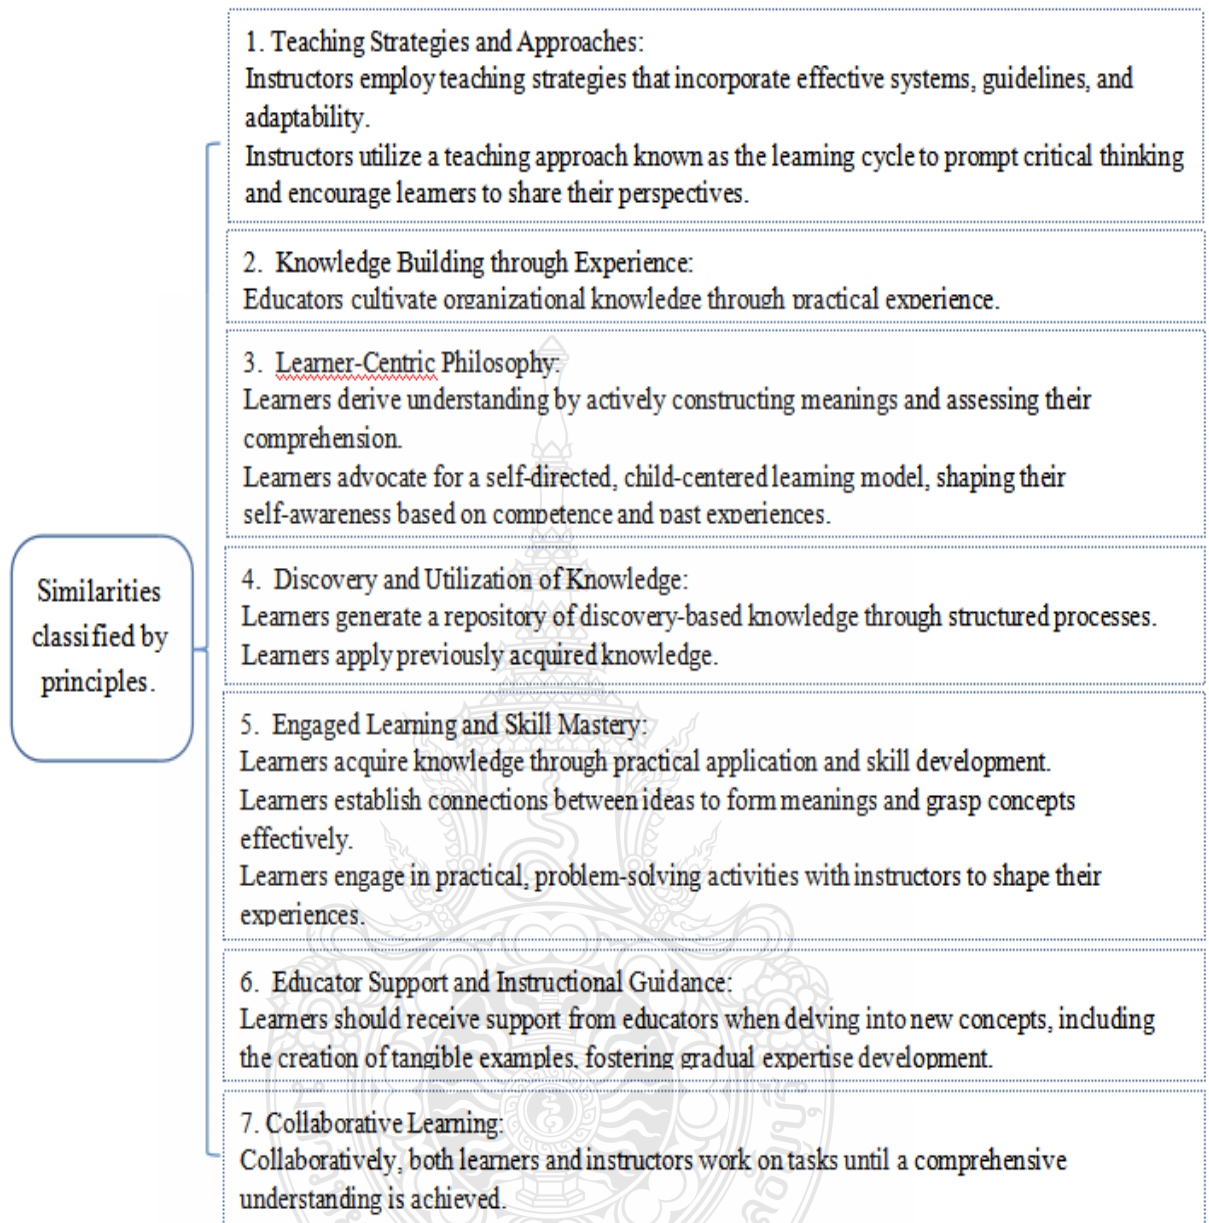 1. Teaching Strategies and Approaches:
Instructors employ teaching strategies that incorporate effective systems, guidelines, and
adaptability.
Instructors utilize a teaching approach known as the learning cycle to prompt critical thinking
and encourage learners to share their perspectives.
2. Knowledge Building through Experience:
Educators cultivate organizational knowledge through practical experience.
3. Learner-Centric Philosophy:
Learners derive understanding by actively constructing meanings and assessing their
comprehension.
Learners advocate for a self-directed, child-centered learning model, shaping their
self-awareness based on competence and past experiences.
Similarities
classified by
principles.
4. Discovery and Utilization of Knowledge:
Learners generate a repository of discovery-based knowledge through structured processes.
Learners apply previously acquired knowledge.
5. Engaged Learning and Skill Mastery:
Learners acquire knowledge through practical application and skill development.
Learners establish connections between ideas to form meanings and grasp concepts
effectively.
Learners engage in practical, problem-solving activities with instructors to shape their
experiences.
6. Educator Support and Instructional Guidance:
Learners should receive support from educators when delving into new concepts, including
the creation of tangible examples, fostering gradual expertise development.
7. Collaborative Learning:
Collaboratively, both learners and instructors work on tasks until a comprehensive
understanding is achieved.